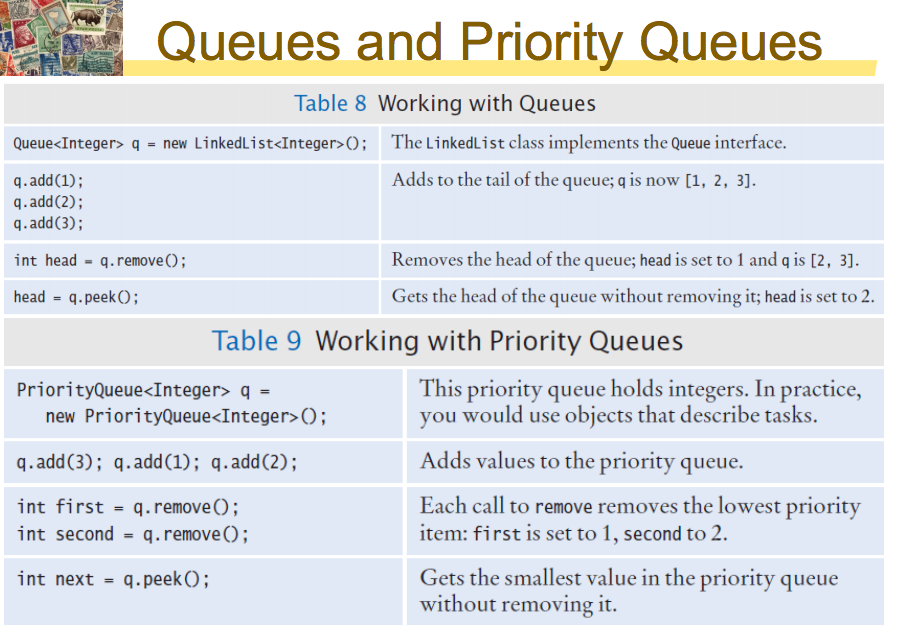 Queues and Priority Queues
Table 8 Working with Queues
Queue<Integer> q = new LinkedList<Integer>();
The LinkedList class implements the Queue interface.
q.add(1);
q.add(2);
q.add(3);
Adds to the tail of the queue; q is now [1, 2, 3].
int head = q.remove();
Removes the head of the queue; head is set to 1 and q is [2, 3].
head = q.peek();
Gets the head of the queue without removing it; head is set to 2.
Table 9 Working with Priority Queues
PriorityQueue<Integer> q =
new PriorityQueue<Integer>();
This priority queue holds integers. In practice,
you would use objects that describe tasks.
q.add(3); q.add(1); q.add(2);
Adds values to the priority queue.
int first = q.remove();
int second = q.remove();
Each call to remove removes the lowest priority
item: first is set to 1, second to 2.
int next = q.peek();
Gets the smallest value in the priority queue
without removing it.